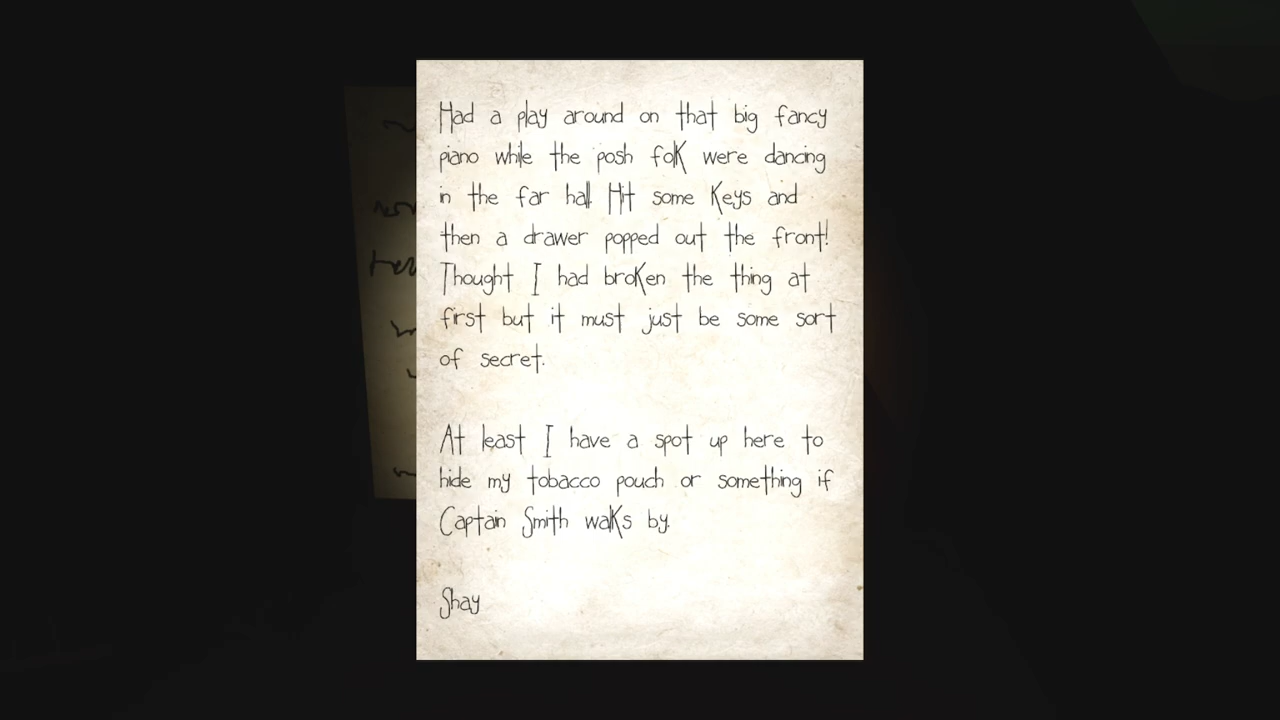 Had a play around on that big fancy
piano while the posh folk were dancing
in the far hall. Hit some Keys and
then a drawer popped out the front!
Thought I had broken the thing at
first but it must just be some sort
of secret.
At least I have a spot up here to
hide my tobacco pouch or something if
Captain Smith walks by.
Shay